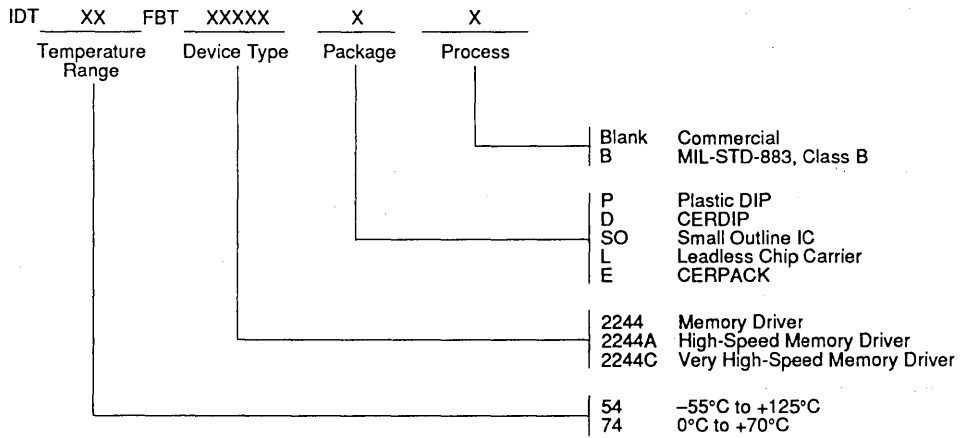 IDT XX FBT XXXXX X X
Temperature Range Device Type Package Process
Blank Commercial
B MIL-STD-883, Class B
P Plastic DIP
D CERDIP
SO Small Outline IC
L Leadless Chip Carrier
E CERPACK
2244 Memory Driver
2244A High-Speed Memory Driver
2244C Very High-Speed Memory Driver
54 –55°C to +125°C
74 0°C to +70°C